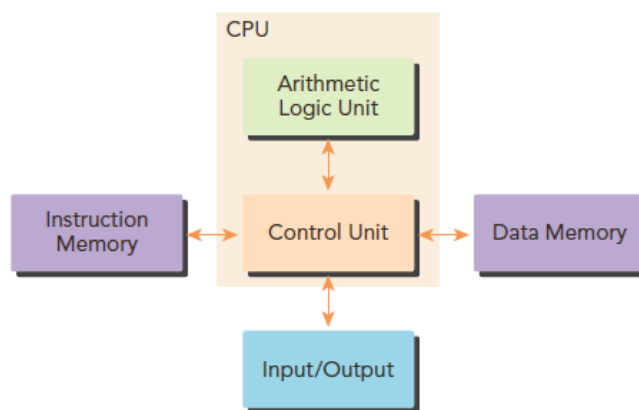 CPU
Arithmetic
Logic Unit
Instruction
Memory
Control Unit
Data Memory
Input/Output